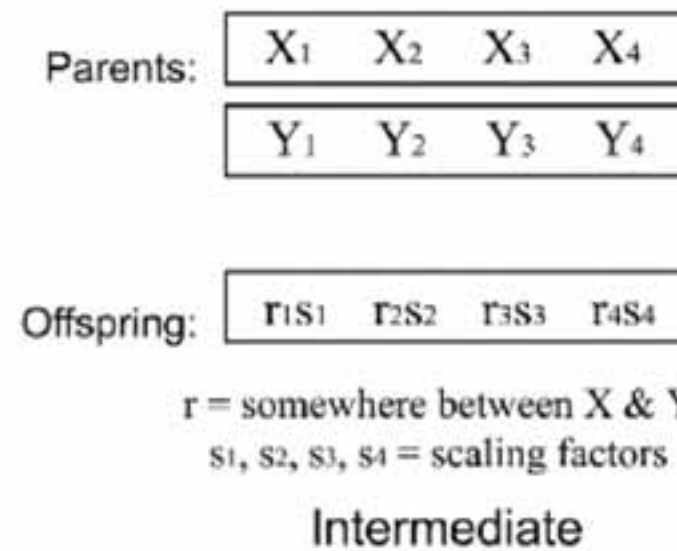 Parents: X1 X2 X3 X4
Y1 Y2 Y3 Y4
Offspring: r1s1 r2s2 r3s3 r4s4
r = somewhere between X & Y
s1, s2, s3, s4 = scaling factors
Intermediate